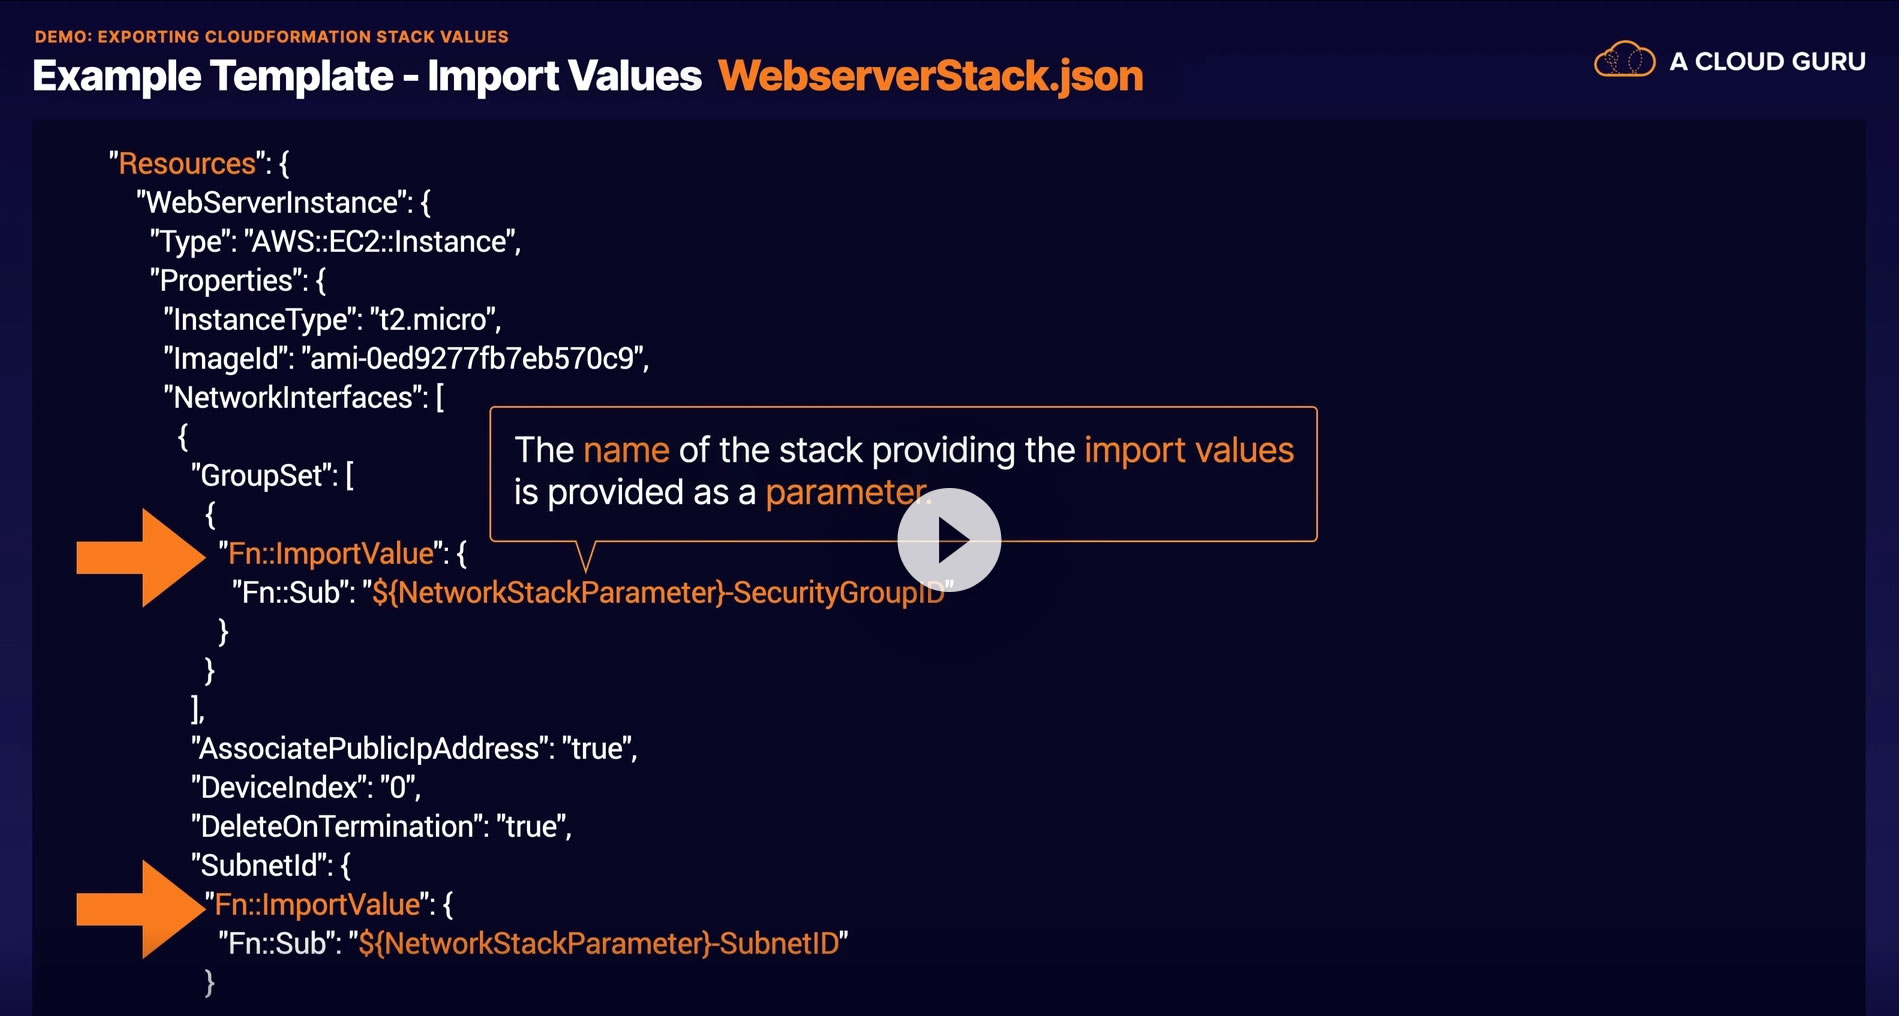 DEMO: EXPORTING CLOUDFORMATION STACK VALUES
Example Template - Import Values WebserverStack.json
A CLOUD GURU
"Resources": {
"WebServerInstance": {
"Type": "AWS::EC2::Instance",
"Properties": {
"InstanceType": "t2.micro",
"ImageId": "ami-0ed9277fb7eb570c9",
"NetworkInterfaces": [
{
"GroupSet": [
{
The name of the stack providing the import values
is provided as a parameter.
"Fn::ImportValue": {
"Fn::Sub": "${NetworkStackParameter}-SecurityGroupID"
}
}
],
"AssociatePublicIpAddress": "true",
"DeviceIndex": "0",
"DeleteOnTermination": "true",
"SubnetId": {
"Fn::ImportValue": {
"Fn::Sub": "${NetworkStackParameter}-SubnetID"
}